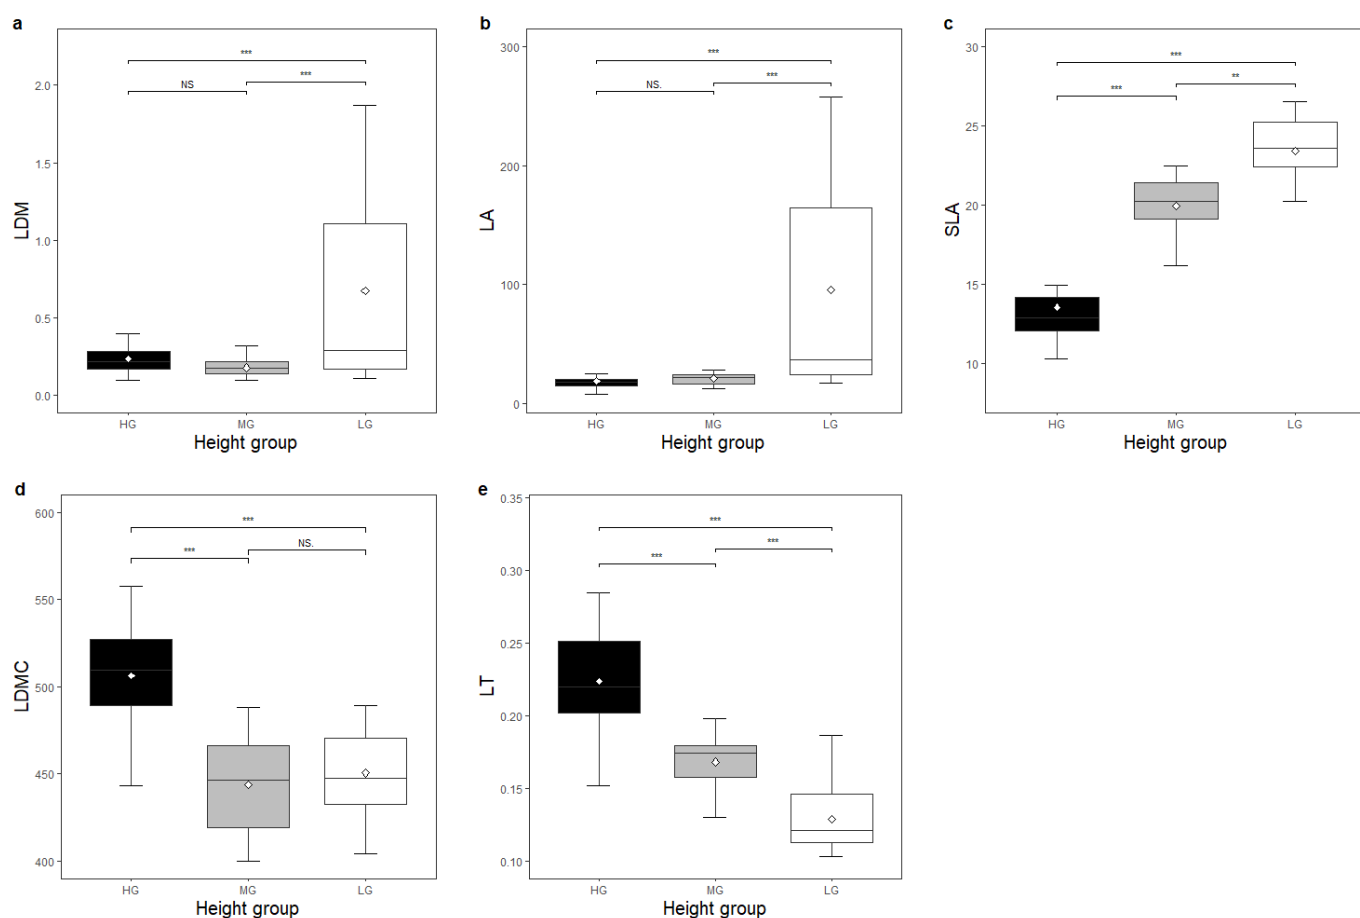 a
LDM
2.0
1.5
1.0
0.5
0.0
***
***
NS
HG MG LG
Height group
b
LA
300
200
100
0
***
***
NS.
HG MG LG
Height group
c
SLA
30
25
20
15
10
***
**
***
HG MG LG
Height group
d
LDMC
600
550
500
450
400
***
NS.
***
HG MG LG
Height group
e
LT
0.35
0.30
0.25
0.20
0.15
0.10
***
***
***
HG MG LG
Height group